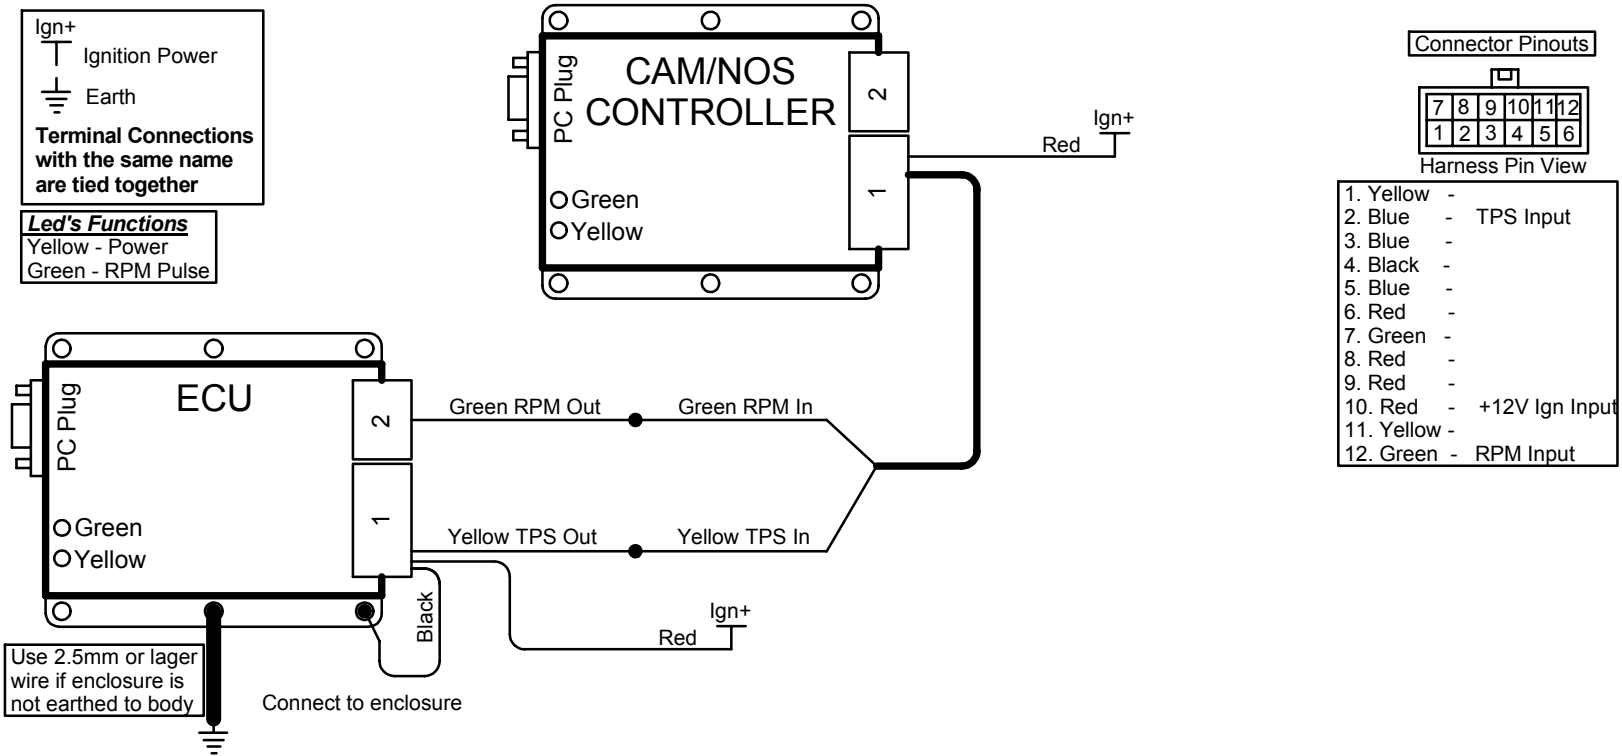 Ign+
Ignition Power
Earth
Terminal Connections
with the same name
are tied together
Led's Functions
Yellow - Power
Green - RPM Pulse
CAM/NOS
CONTROLLER
PC Plug
2
1
Green
Yellow
Red
Ign+
Connector Pinouts
7 8 9 10 11 12
1 2 3 4 5 6
Harness Pin View
1. Yellow -
2. Blue - TPS Input
3. Blue -
4. Black -
5. Blue -
6. Red -
7. Green -
8. Red -
9. Red -
10. Red - +12V Ign Input
11. Yellow -
12. Green - RPM Input
ECU
PC Plug
2
1
Green
Yellow
Green RPM Out
Green RPM In
Yellow TPS Out
Yellow TPS In
Black
Red
Ign+
Use 2.5mm or lager
wire if enclosure is
not earthed to body
Connect to enclosure